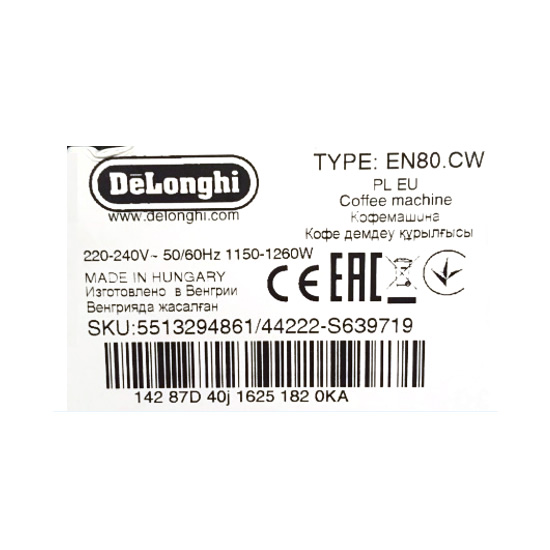 DeLonghi
www.delonghi.com
TYPE: EN80.CW
PL EU
Coffee machine
Кофемашина
Кофе демдеу құрылғысы
220-240V~ 50/60Hz 1150-1260W
MADE IN HUNGARY
Изготовлено в Венгрии
Венгрияда жасалған
CE EAC
SKU:5513294861/44222-S639719
142 87D 40j 1625 182 0KA